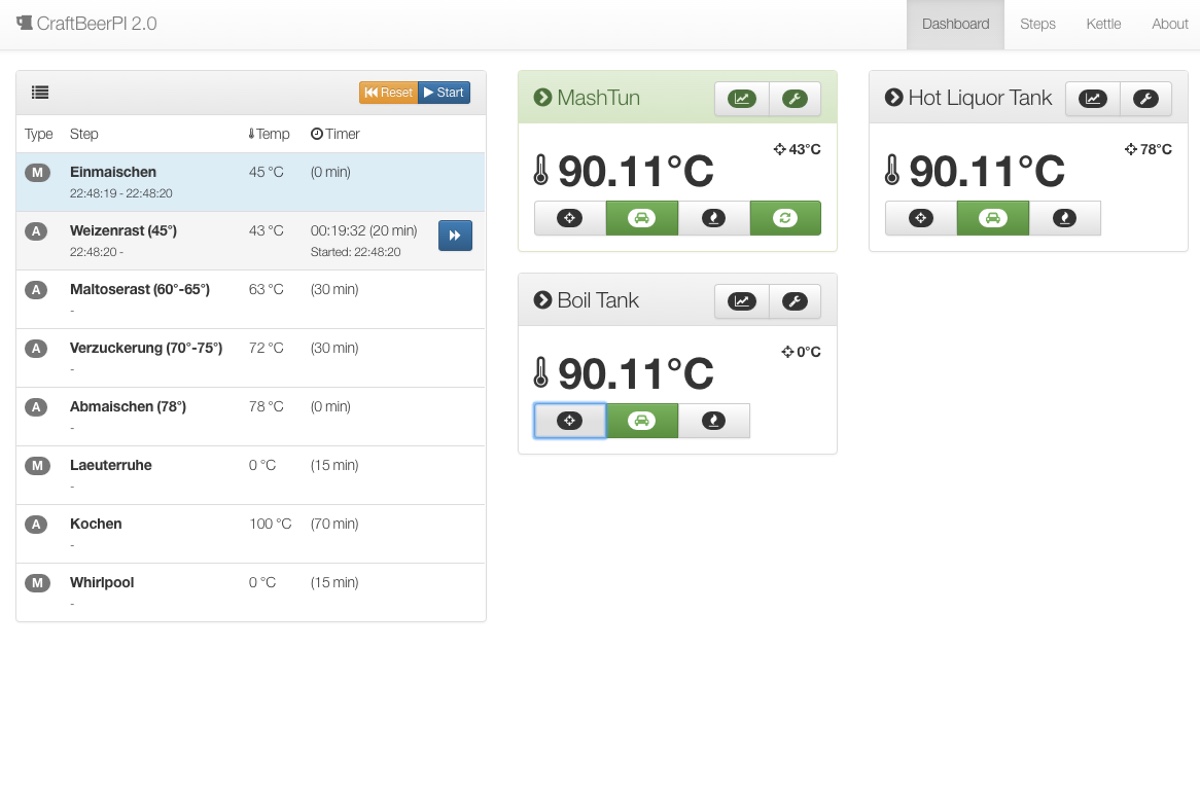 CraftBeerPI 2.0
Dashboard
Steps
Kettle
About
Reset
Start
Type Step Temp Timer
M Einmaischen 45 °C (0 min)
22:48:19 - 22:48:20
A Weizenrast (45°) 43 °C 00:19:32 (20 min)
22:48:20 - Started: 22:48:20
A Maltoserast (60°-65°) 63 °C (30 min)
-
A Verzuckerung (70°-75°) 72 °C (30 min)
-
A Abmaischen (78°) 78 °C (0 min)
-
M Laeuterruhe 0 °C (15 min)
-
A Kochen 100 °C (70 min)
-
M Whirlpool 0 °C (15 min)
-
MashTun
43°C
90.11°C
Hot Liquor Tank
78°C
90.11°C
Boil Tank
0°C
90.11°C